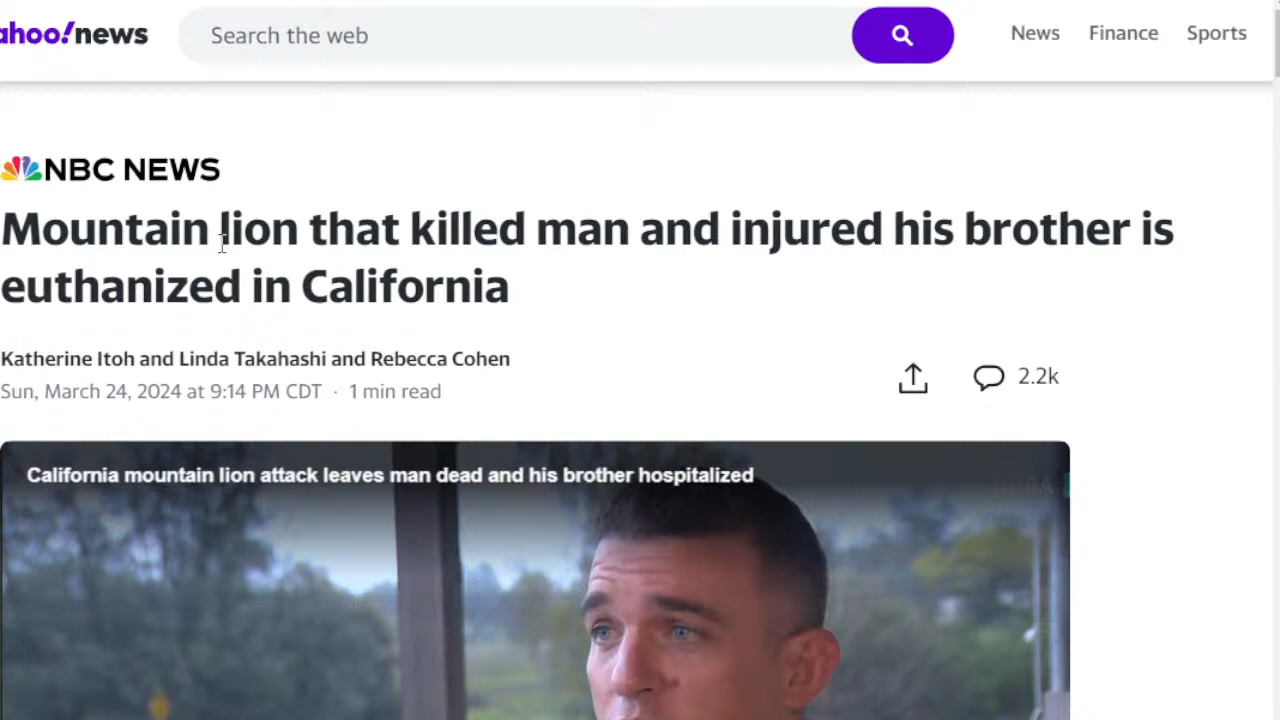 ahoo!news
Search the web
News
Finance
Sports
NBC NEWS
Mountain lion that killed man and injured his brother is
euthanized in California
Katherine Itoh and Linda Takahashi and Rebecca Cohen
Sun, March 24, 2024 at 9:14 PM CDT · 1 min read
2.2k
California mountain lion attack leaves man dead and his brother hospitalized